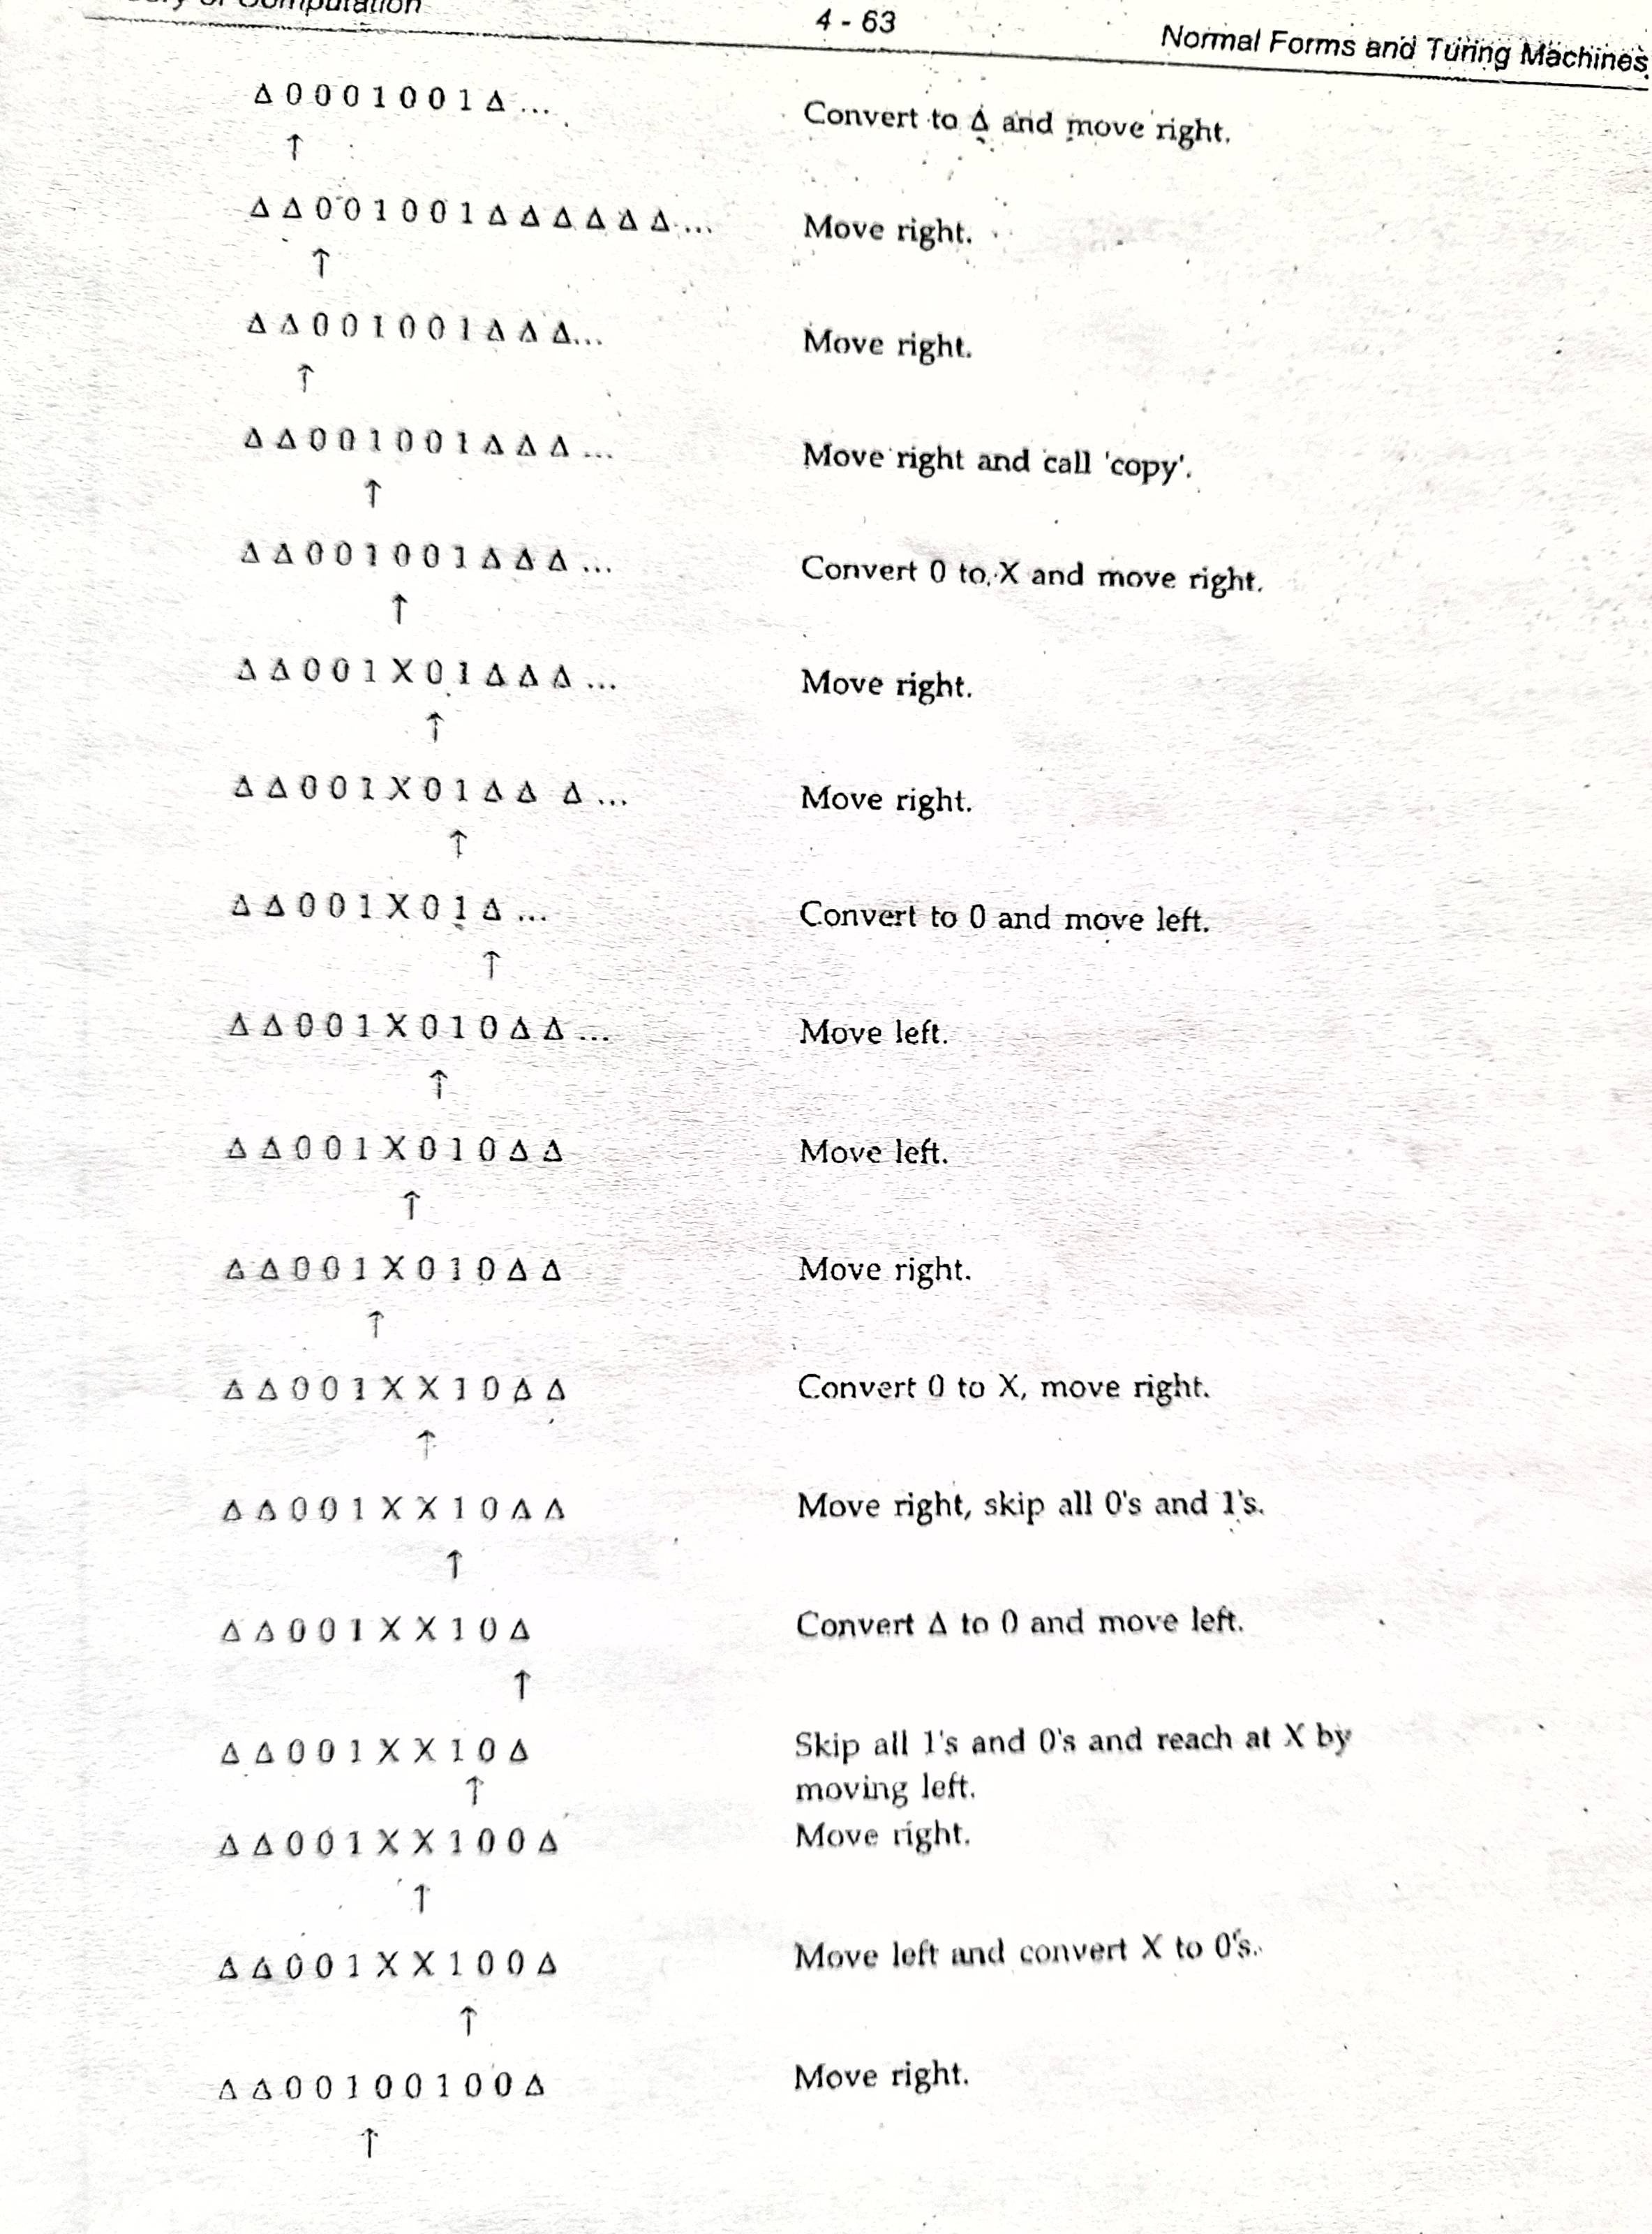 of Computation
4 - 63
Normal Forms and Turing Machines
Δ 0 0 0 1 0 0 1 Δ ...
Convert to Δ and move right.
↑
Δ Δ 0 0 1 0 0 1 Δ Δ Δ Δ Δ Δ ...
Move right.
↑
Δ Δ 0 0 1 0 0 1 Δ Δ Δ...
Move right.
↑
Δ Δ 0 0 1 0 0 1 Δ Δ Δ ...
Move right and call 'copy'.
↑
Δ Δ 0 0 1 0 0 1 Δ Δ Δ ...
Convert 0 to X and move right.
↑
Δ Δ 0 0 1 X 0 1 Δ Δ Δ ...
Move right.
↑
Δ Δ 0 0 1 X 0 1 Δ Δ Δ ...
Move right.
↑
Δ Δ 0 0 1 X 0 1 Δ ...
Convert to 0 and move left.
↑
Δ Δ 0 0 1 X 0 1 0 Δ Δ ...
Move left.
↑
Δ Δ 0 0 1 X 0 1 0 Δ Δ
Move left.
↑
Δ Δ 0 0 1 X 0 1 0 Δ Δ
Move right.
↑
Δ Δ 0 0 1 X X 1 0 Δ Δ
Convert 0 to X, move right.
↑
Δ Δ 0 0 1 X X 1 0 Δ Δ
Move right, skip all 0's and 1's.
↑
Δ Δ 0 0 1 X X 1 0 Δ
Convert Δ to 0 and move left.
↑
Δ Δ 0 0 1 X X 1 0 Δ
Skip all 1's and 0's and reach at X by
↑
moving left.
Δ Δ 0 0 1 X X 1 0 0 Δ
Move right.
↑
Δ Δ 0 0 1 X X 1 0 0 Δ
Move left and convert X to 0's.
↑
Δ Δ 0 0 1 0 0 1 0 0 Δ
Move right.
↑